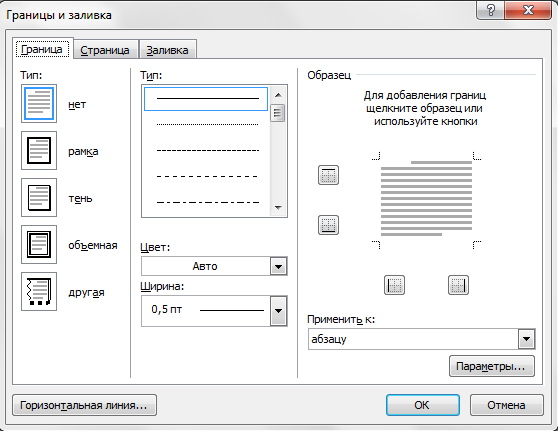 Границы и заливка
Граница
Страница
Заливка
Тип:
нет
рамка
тень
объемная
другая
Тип:
Цвет:
Авто
Ширина:
0,5 пт
Образец
Для добавления границ
щелкните образец или
используйте кнопки
Применить к:
абзацу
Параметры...
Горизонтальная линия...
ОК
Отмена